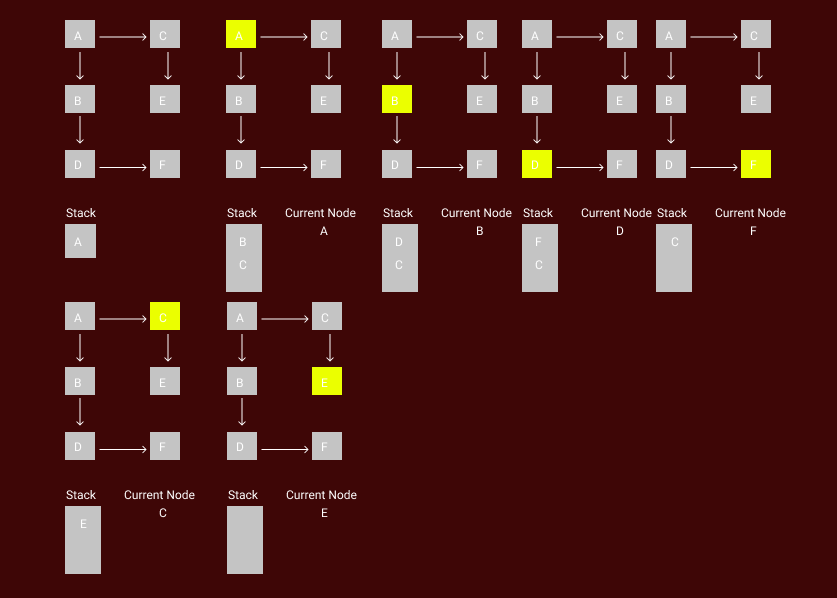 A C A C A C A C A C
B E B E B E B E B E
D F D F D F D F D F
Stack Stack Current Node Stack Current Node Stack Current Node Stack Current Node
A B B D D F F
A C
C C C
A C A C
B E B E
D F D F
Stack Current Node Stack Current Node
C E
E